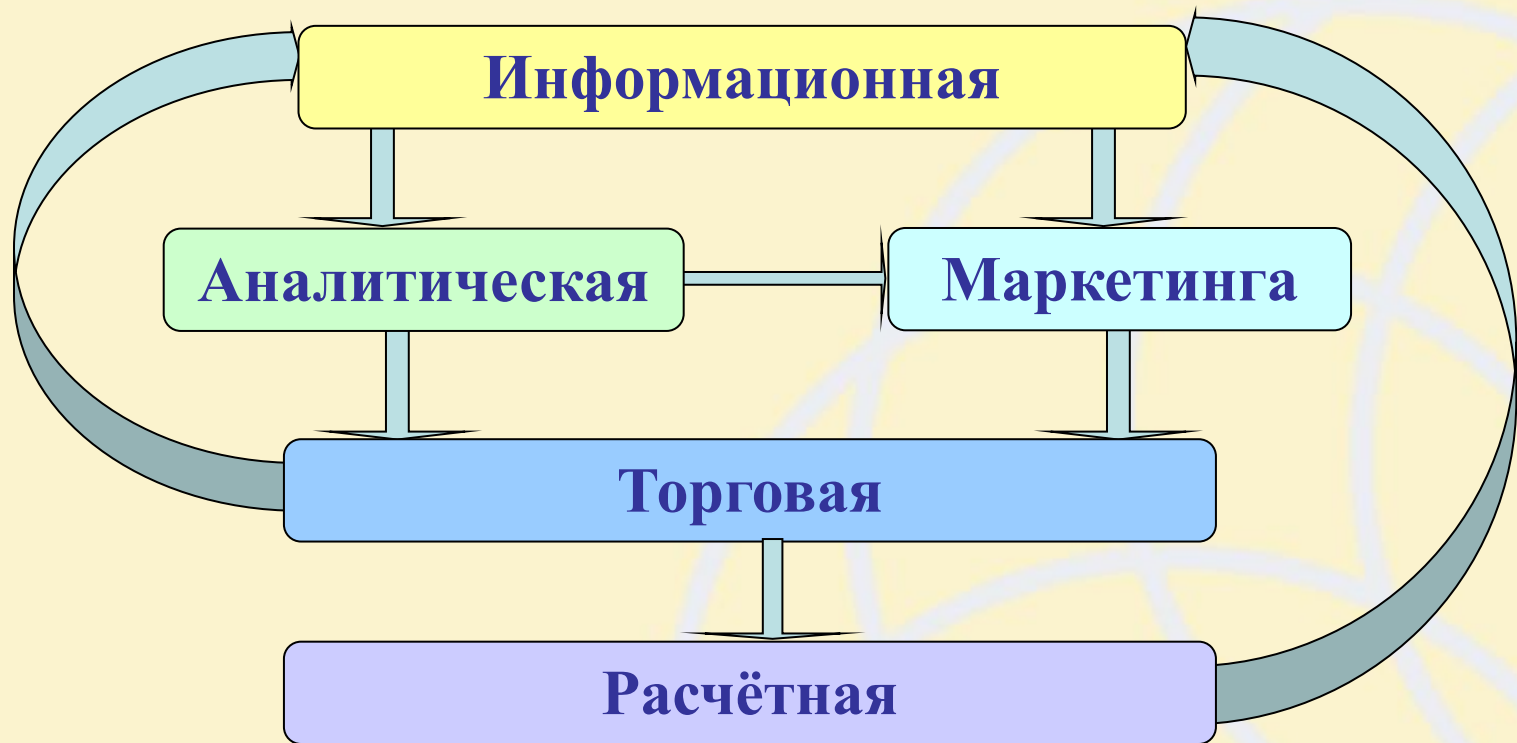 Информационная
Аналитическая
Маркетинга
Торговая
Расчётная